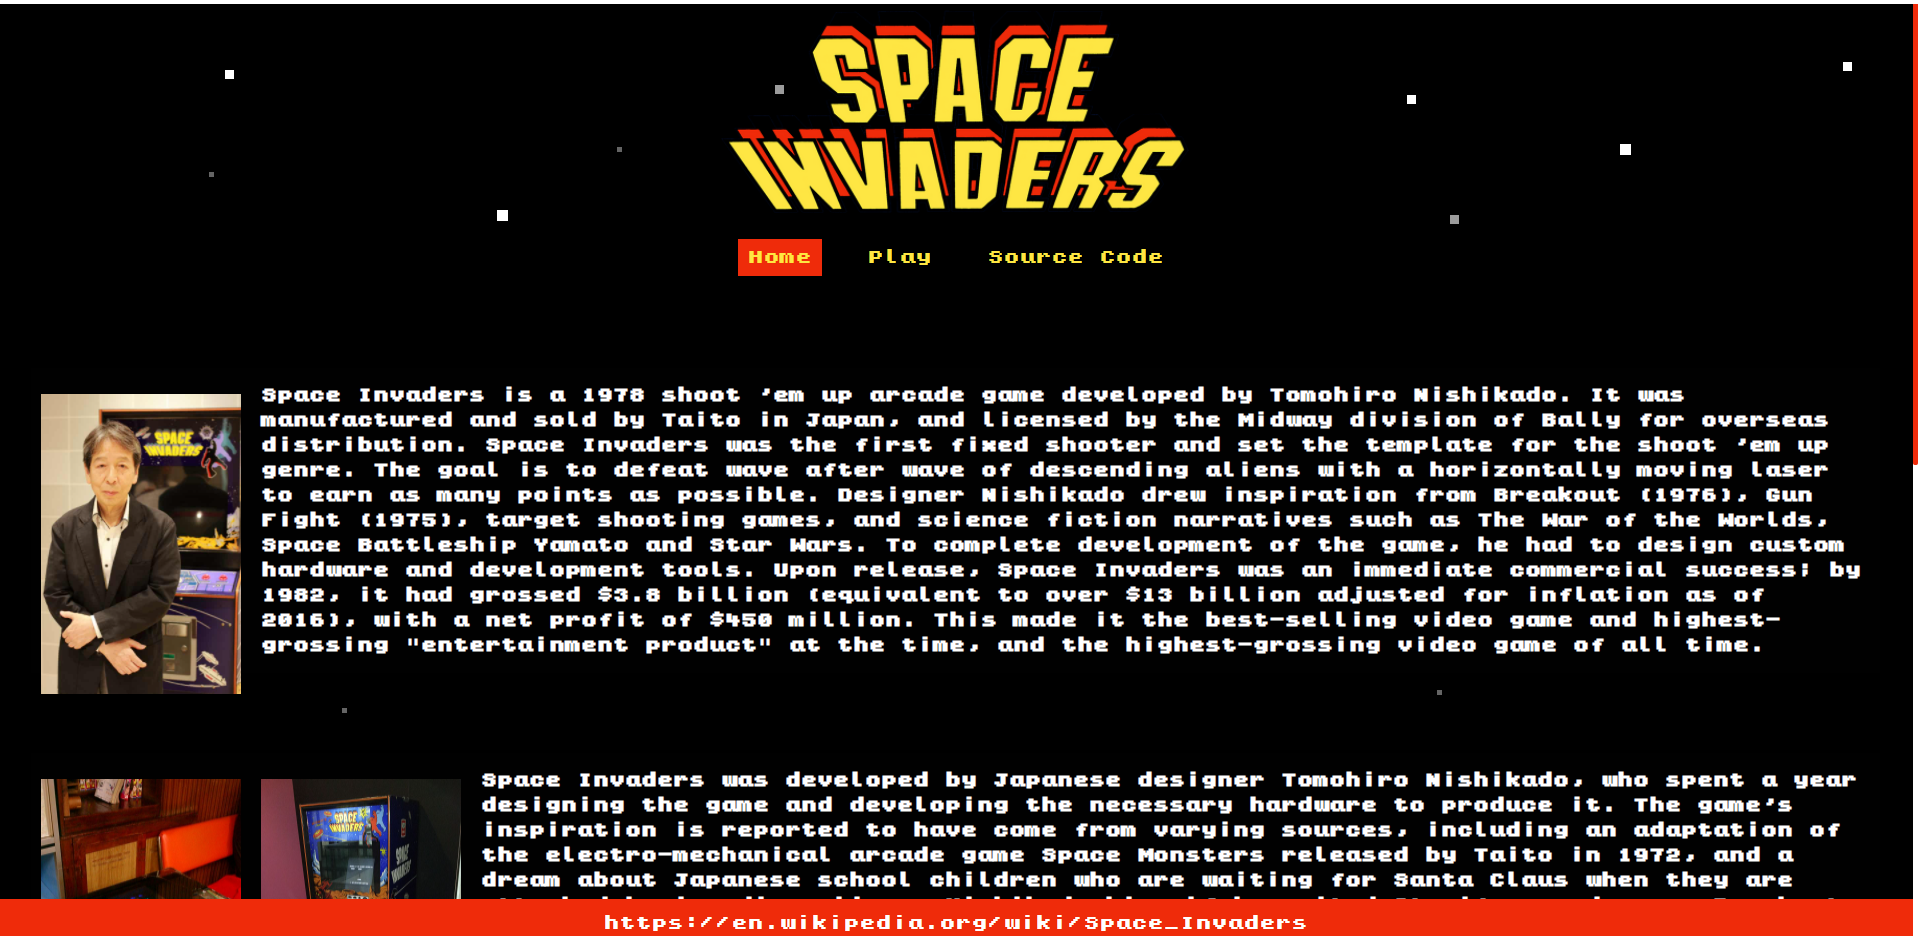 SPACE
INVADERS
Home Play Source Code
Space Invaders is a 1978 shoot 'em up arcade game developed by Tomohiro Nishikado. It was
manufactured and sold by Taito in Japan, and licensed by the Midway division of Bally for overseas
distribution. Space Invaders was the first fixed shooter and set the template for the shoot 'em up
genre. The goal is to defeat wave after wave of descending aliens with a horizontally moving laser
to earn as many points as possible. Designer Nishikado drew inspiration from Breakout (1976), Gun
Fight (1975), target shooting games, and science fiction narratives such as The War of the Worlds,
Space Battleship Yamato and Star Wars. To complete development of the game, he had to design custom
hardware and development tools. Upon release, Space Invaders was an immediate commercial success; by
1982, it had grossed $3.8 billion (equivalent to over $13 billion adjusted for inflation as of
2016), with a net profit of $450 million. This made it the best-selling video game and highest-
grossing "entertainment product" at the time, and the highest-grossing video game of all time.
SPACE
INVADERS
Space Invaders was developed by Japanese designer Tomohiro Nishikado, who spent a year
designing the game and developing the necessary hardware to produce it. The game's
inspiration is reported to have come from varying sources, including an adaptation of
the electro-mechanical arcade game Space Monsters released by Taito in 1972, and a
dream about Japanese school children who are waiting for Santa Claus when they are
SPACE
INVADERS
SPACE
INVADERS
https://en.wikipedia.org/wiki/Space_Invaders